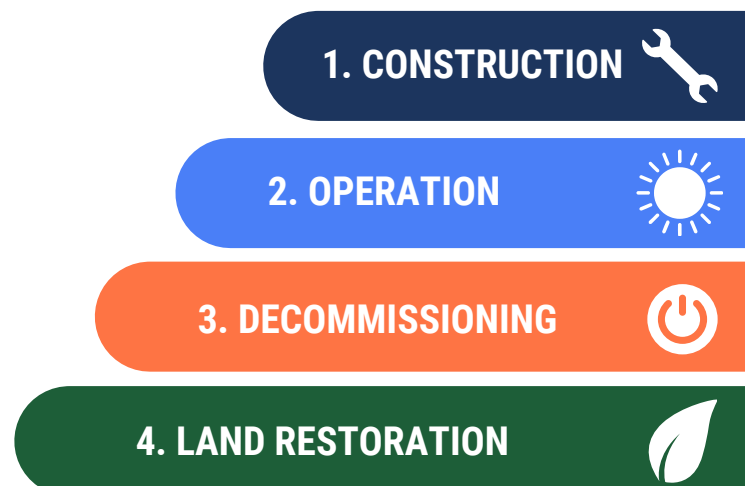 1. CONSTRUCTION
2. OPERATION
3. DECOMMISSIONING
4. LAND RESTORATION